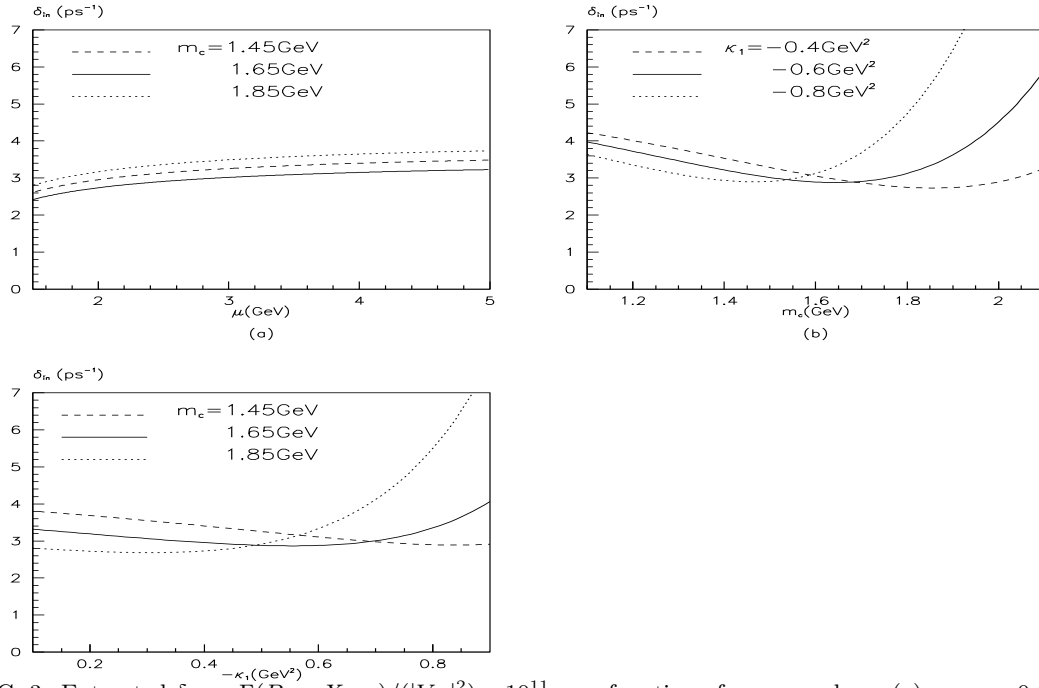 δᵢₙ (ps⁻¹)
7
6
5
4
3
2
1
0
m_c=1.45GeV
1.65GeV
1.85GeV
2
3
4
5
μ(GeV)
(a)
δᵢₙ (ps⁻¹)
7
6
5
4
3
2
1
0
κ₁=−0.4GeV²
−0.6GeV²
−0.8GeV²
1.2
1.4
1.6
1.8
2
m_c(GeV)
(b)
δᵢₙ (ps⁻¹)
7
6
5
4
3
2
1
0
m_c=1.45GeV
1.65GeV
1.85GeV
0.2
0.4
0.6
0.8
−κ₁(GeV²)